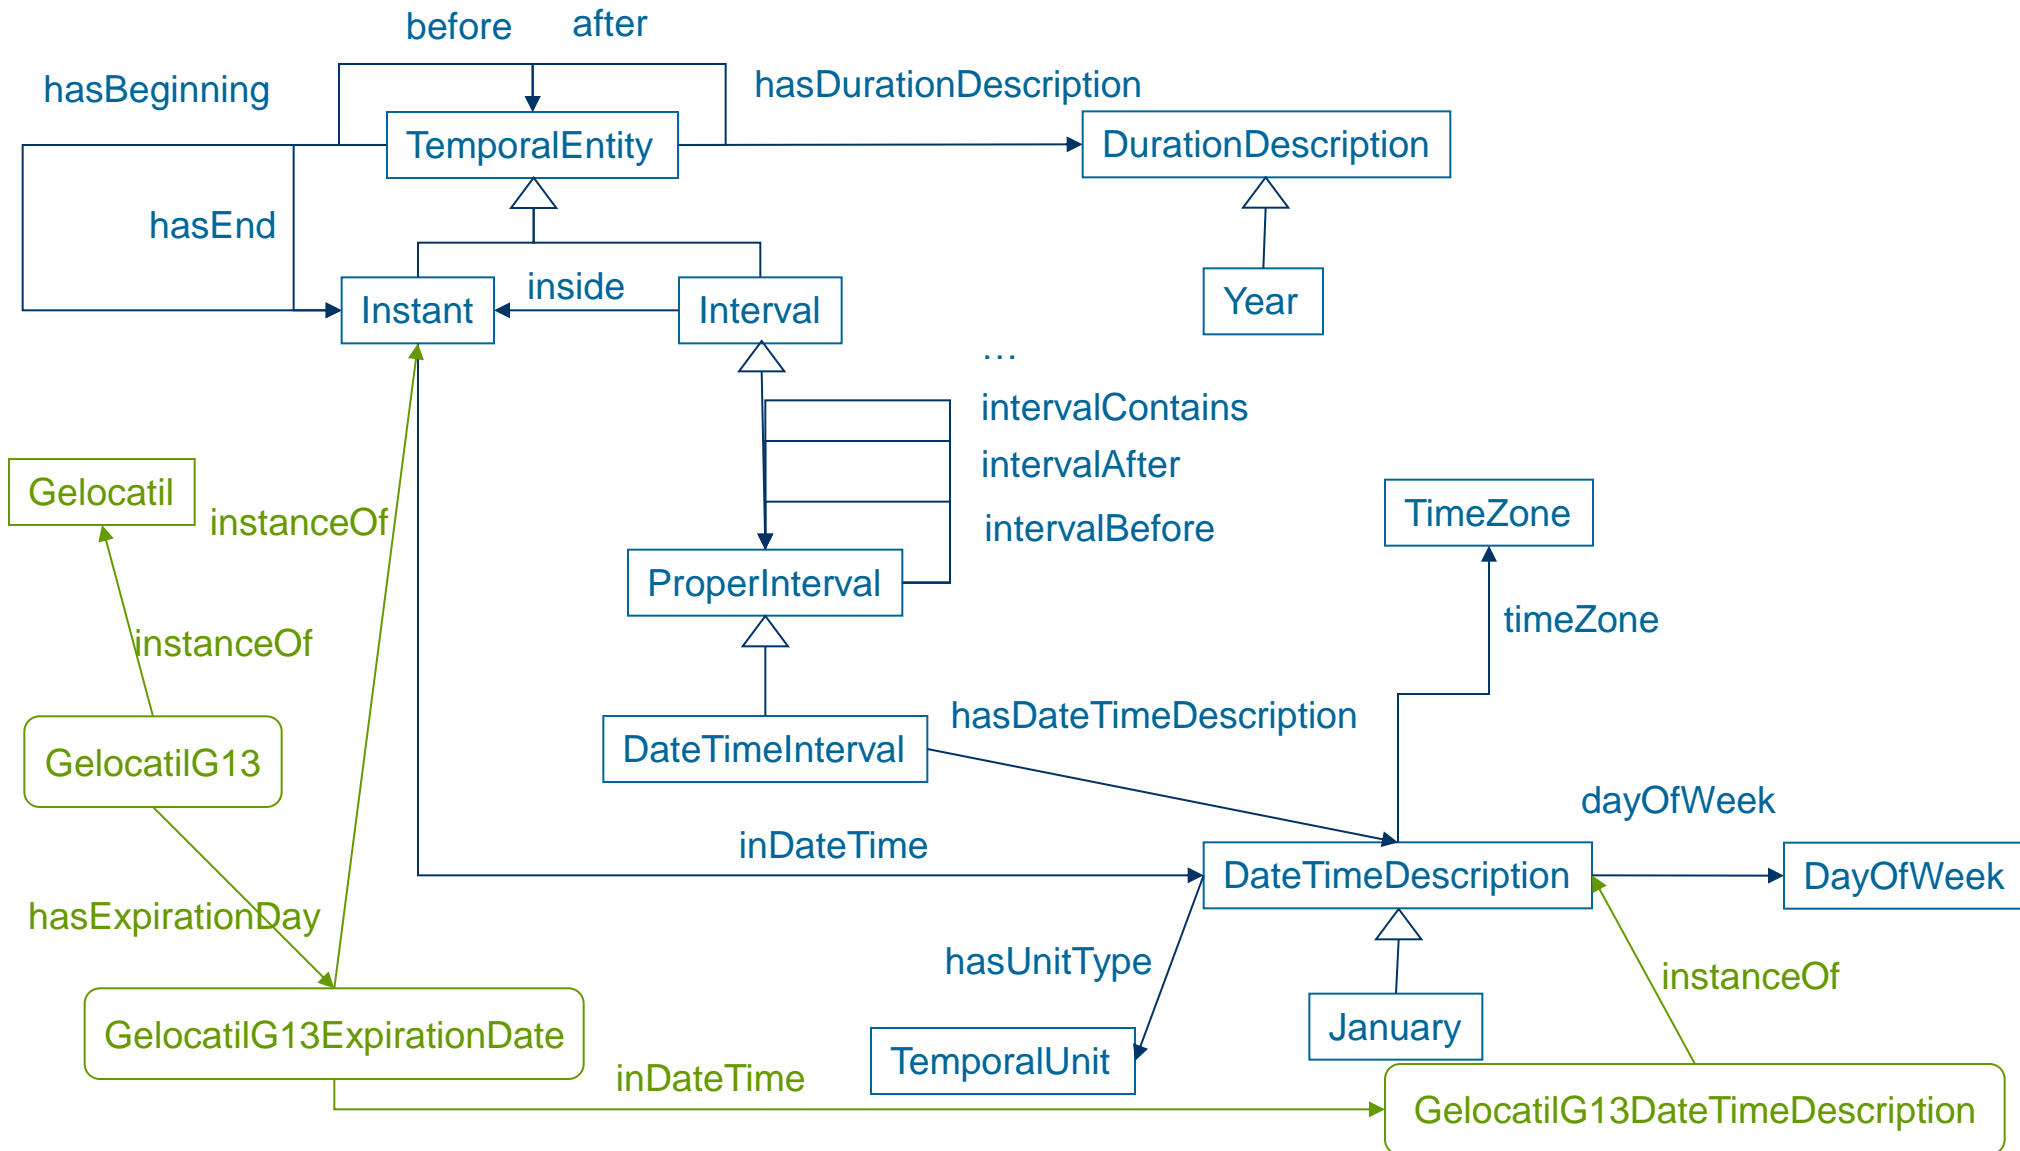 before
after
hasBeginning
hasDurationDescription
TemporalEntity
DurationDescription
hasEnd
inside
Instant
Interval
Year
…
intervalContains
intervalAfter
intervalBefore
Gelocatil
instanceOf
TimeZone
ProperInterval
timeZone
instanceOf
hasDateTimeDescription
GelocatilG13
DateTimeInterval
dayOfWeek
inDateTime
DateTimeDescription
DayOfWeek
hasExpirationDay
hasUnitType
instanceOf
GelocatilG13ExpirationDate
January
TemporalUnit
inDateTime
GelocatilG13DateTimeDescription